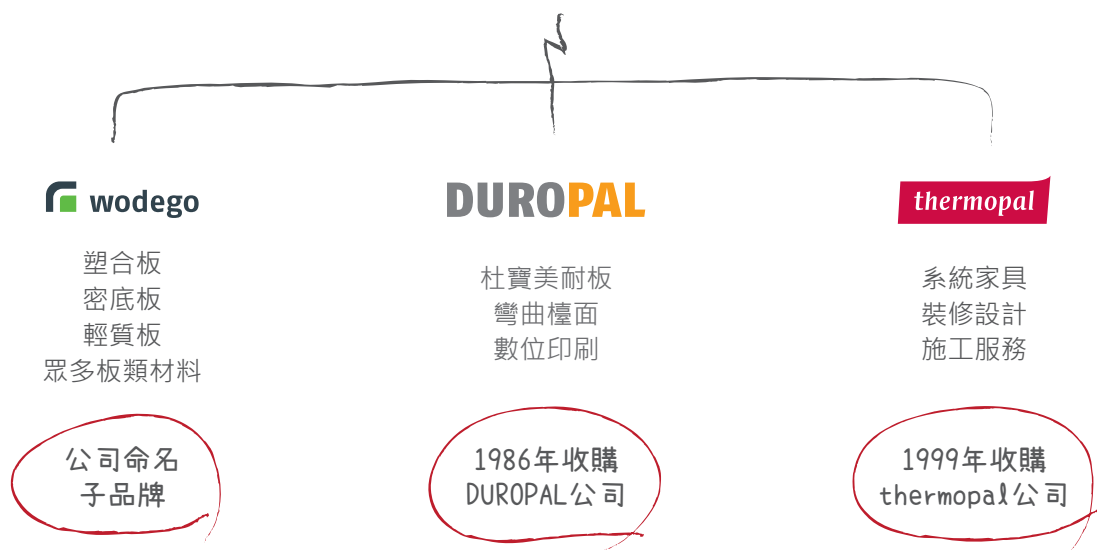 wodego
塑合板
密底板
輕質板
眾多板類材料
公司命名
子品牌
DUROPAL
杜寶美耐板
彎曲檯面
數位印刷
1986年收購
DUROPAL公司
thermopal
系統家具
裝修設計
施工服務
1999年收購
thermopal公司